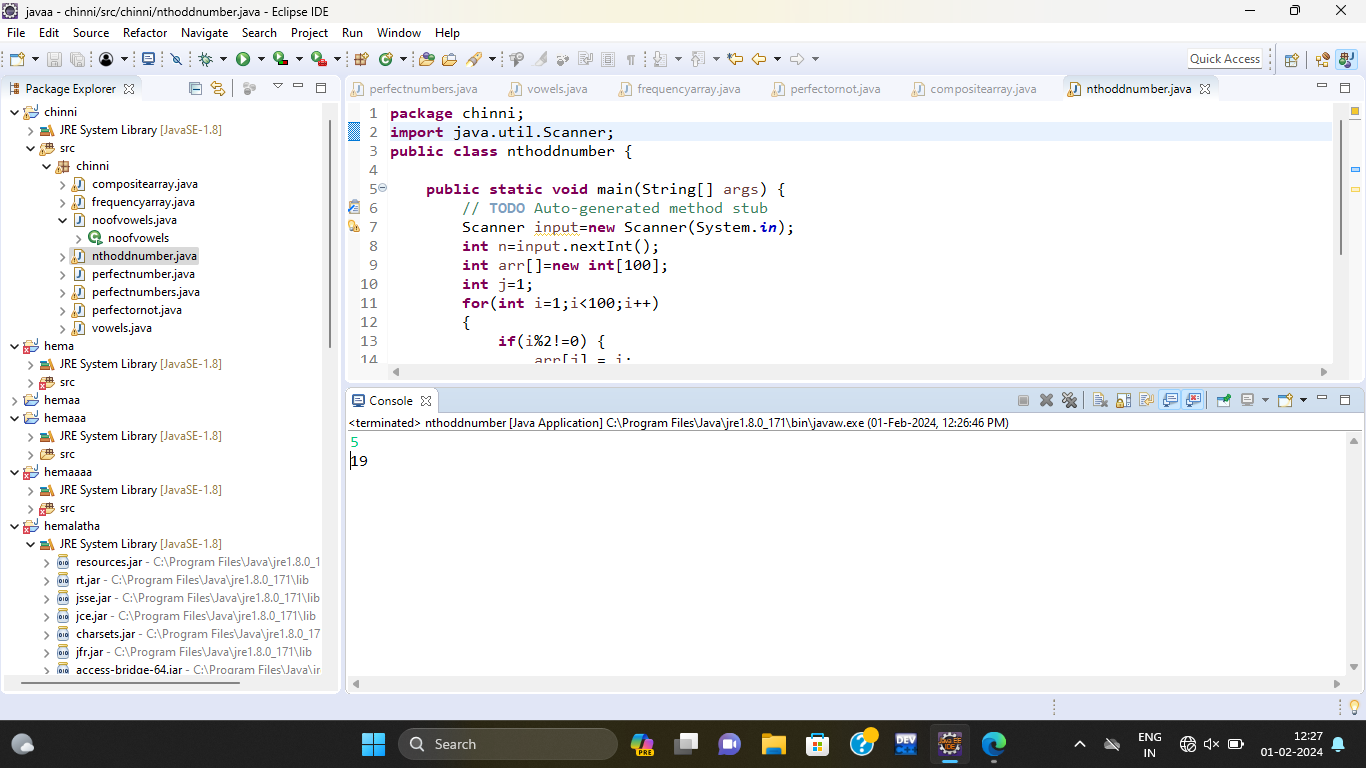 javaa - chinni/src/chinni/nthoddnumber.java - Eclipse IDE
File Edit Source Refactor Navigate Search Project Run Window Help
Quick Access
Package Explorer
chinni
JRE System Library [JavaSE-1.8]
src
chinni
compositearray.java
frequencyarray.java
noofvowels.java
noofvowels
nthoddnumber.java
perfectnumber.java
perfectnumbers.java
perfectornot.java
vowels.java
hema
JRE System Library [JavaSE-1.8]
src
hemaa
hemaaa
JRE System Library [JavaSE-1.8]
src
hemaaaa
JRE System Library [JavaSE-1.8]
src
hemalatha
JRE System Library [JavaSE-1.8]
resources.jar - C:\Program Files\Java\jre1.8.0_1
rt.jar - C:\Program Files\Java\jre1.8.0_171\lib
jsse.jar - C:\Program Files\Java\jre1.8.0_171\lib
jce.jar - C:\Program Files\Java\jre1.8.0_171\lib
charsets.jar - C:\Program Files\Java\jre1.8.0_17
jfr.jar - C:\Program Files\Java\jre1.8.0_171\lib
access-bridge-64.jar - C:\Program Files\Java\jr
perfectnumbers.java vowels.java frequencyarray.java perfectornot.java compositearray.java nthoddnumber.java
1 package chinni;
2 import java.util.Scanner;
3 public class nthoddnumber {
4
5 public static void main(String[] args) {
6 // TODO Auto-generated method stub
7 Scanner input=new Scanner(System.in);
8 int n=input.nextInt();
9 int arr[]=new int[100];
10 int j=1;
11 for(int i=1;i<100;i++)
12 {
13 if(i%2!=0) {
14 arr[j] = i;
Console
<terminated> nthoddnumber [Java Application] C:\Program Files\Java\jre1.8.0_171\bin\javaw.exe (01-Feb-2024, 12:26:46 PM)
5
19
Search
PRE
DEV
Java EE
IDE
ENG
IN
12:27
01-02-2024